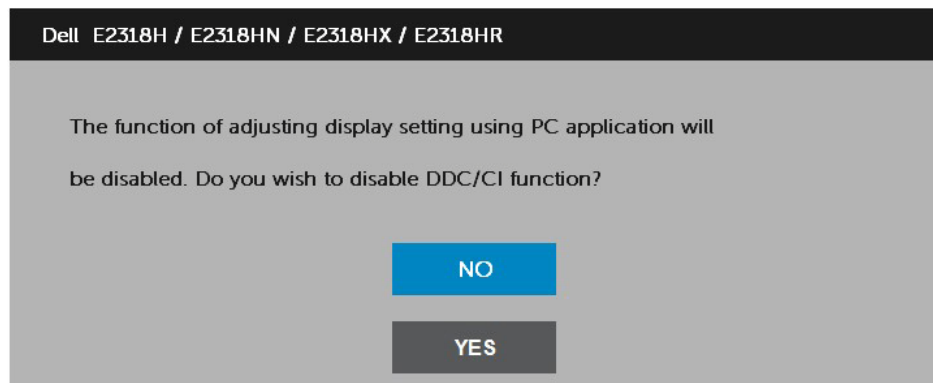 Dell E2318H / E2318HN / E2318HX / E2318HR
The function of adjusting display setting using PC application will
be disabled. Do you wish to disable DDC/CI function?
NO
YES